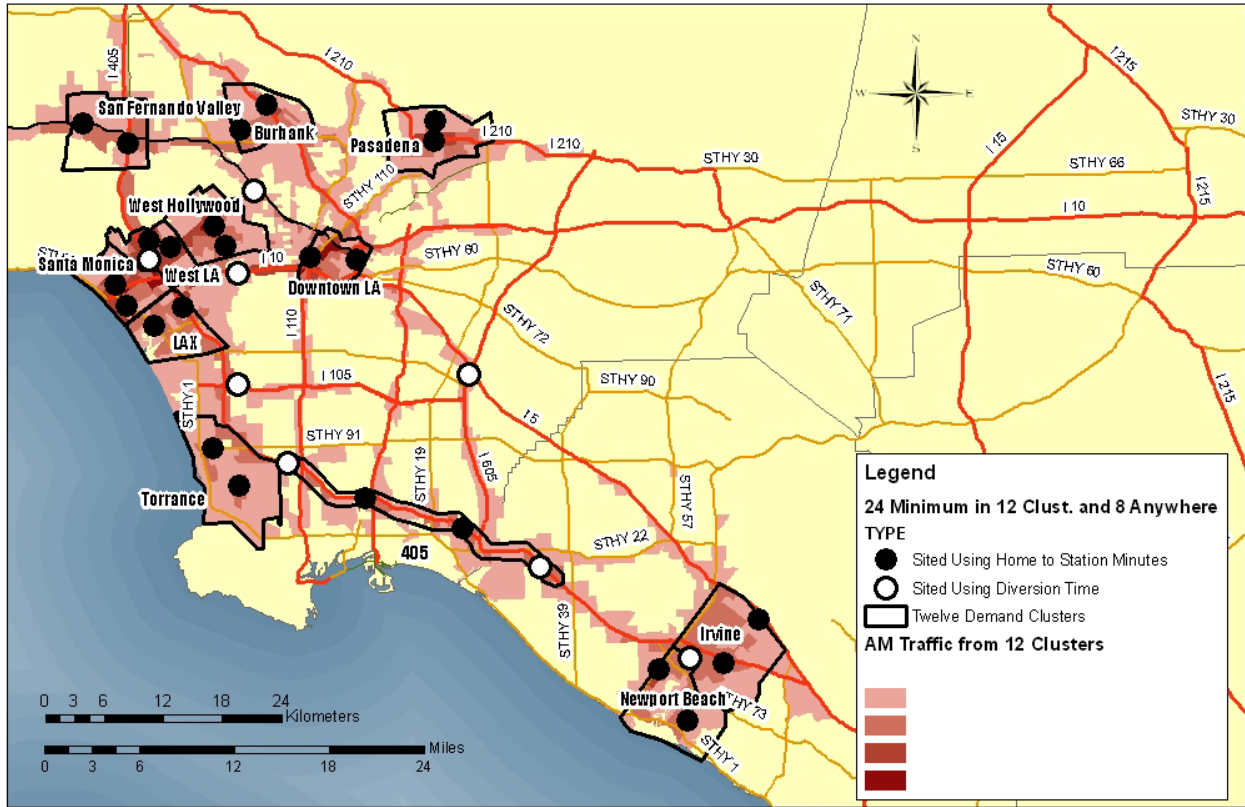 I 405
I 210
N
W
E
S
San Fernando Valley
Burbank
Pasadena
I 210
I 210
STHY 30
STHY 66
STHY 30
I 15
I 215
I 215
STHY 110
West Hollywood
I 10
Santa Monica
West LA
I 10
Downtown LA
STHY 60
STHY 60
STHY 71
STHY 72
LAX
I 110
I 105
STHY 90
STHY 1
I 5
I 215
STHY 91
STHY 19
I 605
Torrance
405
STHY 22
STHY 57
STHY 39
Irvine
Newport Beach
STHY 73
STHY 1
Legend
24 Minimum in 12 Clust. and 8 Anywhere
TYPE
Sited Using Home to Station Minutes
Sited Using Diversion Time
Twelve Demand Clusters
AM Traffic from 12 Clusters
0 3 6 12 18 24
Kilometers
Miles
0 3 6 12 18 24